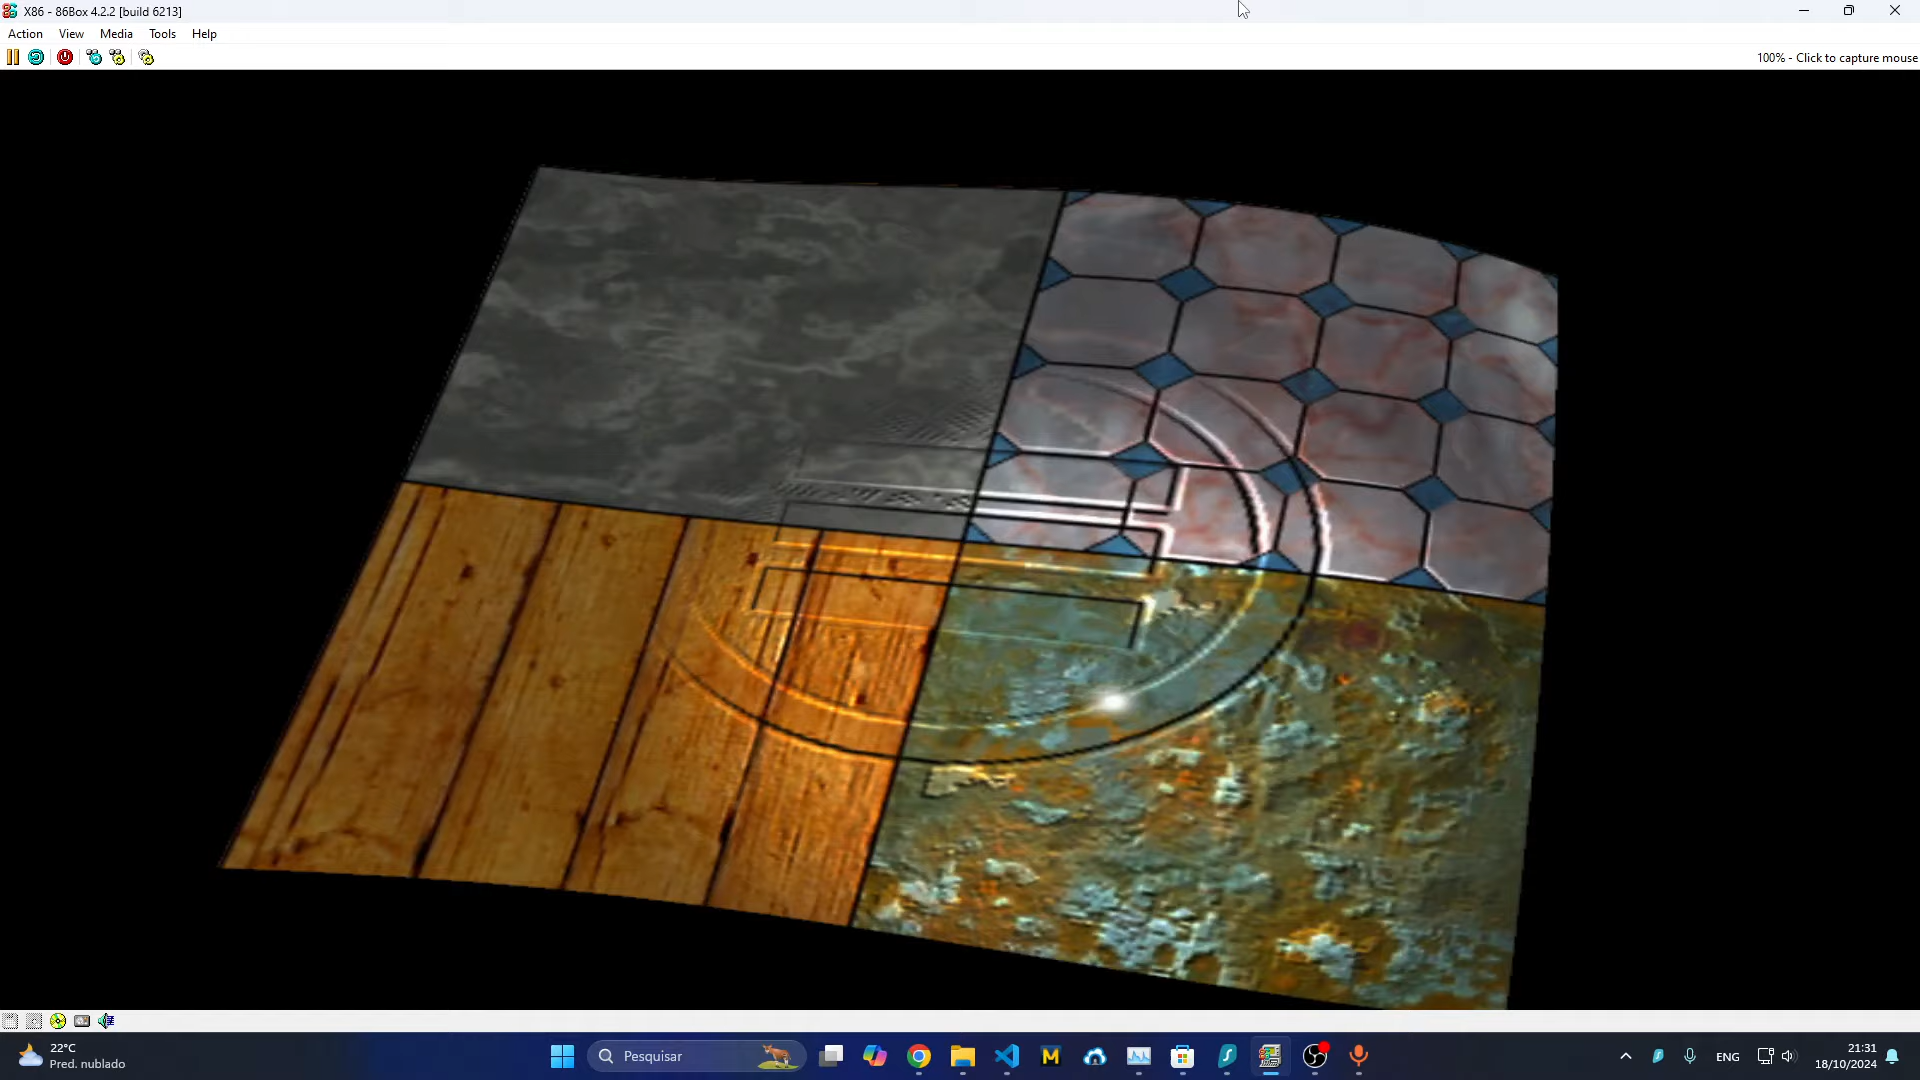 X86 - 86Box 4.2.2 [build 6213]
Action View Media Tools Help
100% - Click to capture mouse
22°C
Pred. nublado
Pesquisar
M
ENG
21:31
18/10/2024